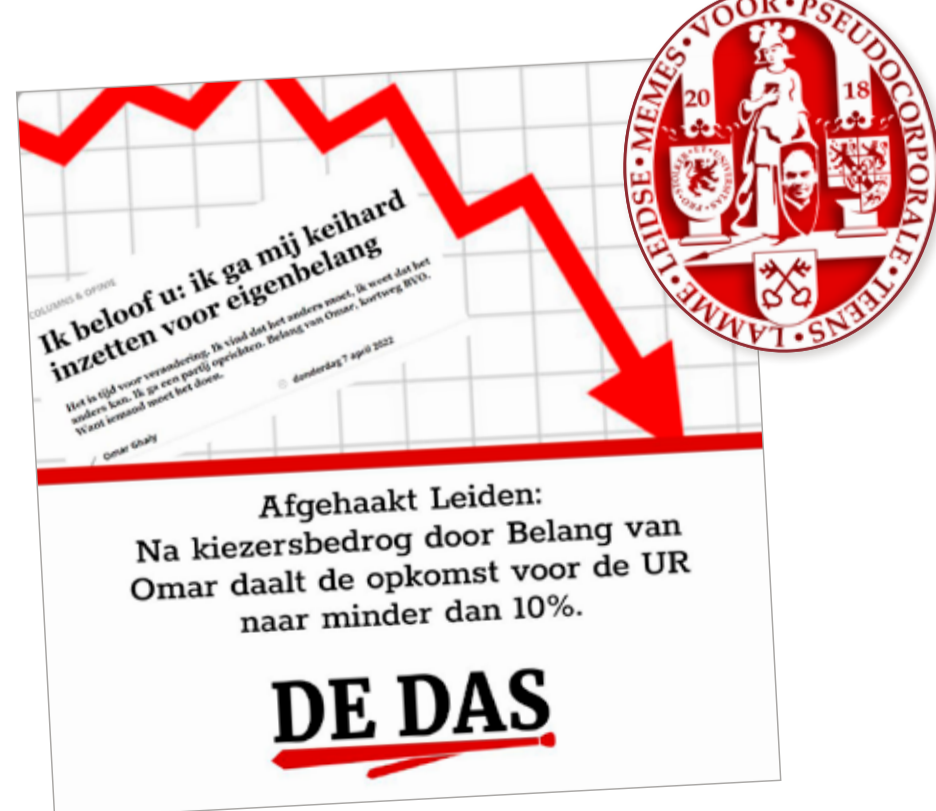 LEIDSE • MEMES • VOOR • PSEUDOCORPORALE • TEENS • LAMME •
20 18
COLUMNS & OPINIE
Ik beloof u: ik ga mij keihard
inzetten voor eigenbelang
Het is tijd voor verandering. Ik vind dat het anders moet, ik weet dat het
anders kan. Ik ga een partij oprichten. Belang van Omar, kortweg BVO.
Want iemand moet het doen.
donderdag 7 april 2022
Omar Ghaly
Afgehaakt Leiden:
Na kiezersbedrog door Belang van
Omar daalt de opkomst voor de UR
naar minder dan 10%.
DE DAS